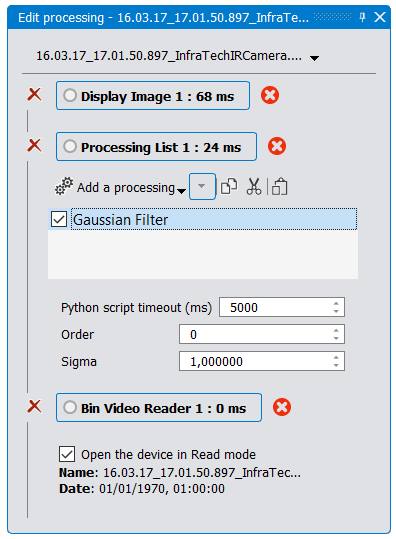 Edit processing - 16.03.17_17.01.50.897_InfraTec...
16.03.17_17.01.50.897_InfraTechIRCamera....
Display Image 1 : 68 ms
Processing List 1 : 24 ms
Add a processing
Gaussian Filter
Python script timeout (ms) 5000
Order 0
Sigma 1,000000
Bin Video Reader 1 : 0 ms
Open the device in Read mode
Name: 16.03.17_17.01.50.897_InfraTec...
Date: 01/01/1970, 01:00:00